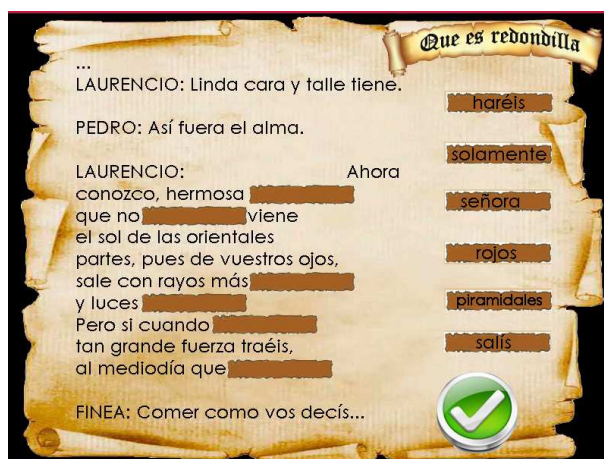 Que es redondilla
...
LAURENCIO: Linda cara y talle tiene.
PEDRO: Así fuera el alma.
LAURENCIO: Ahora
conozco, hermosa
que no viene
el sol de las orientales
partes, pues de vuestros ojos,
sale con rayos más
y luces
Pero si cuando
tan grande fuerza traéis,
al mediodía que
FINEA: Comer como vos decís...
haréis
solamente
señora
rojos
piramidales
salís